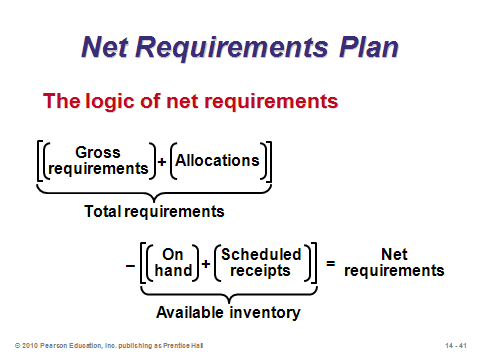 Net Requirements Plan
The logic of net requirements
Gross requirements + Allocations
Total requirements
– On hand + Scheduled receipts = Net requirements
Available inventory
© 2010 Pearson Education, Inc. publishing as Prentice Hall
14 - 41